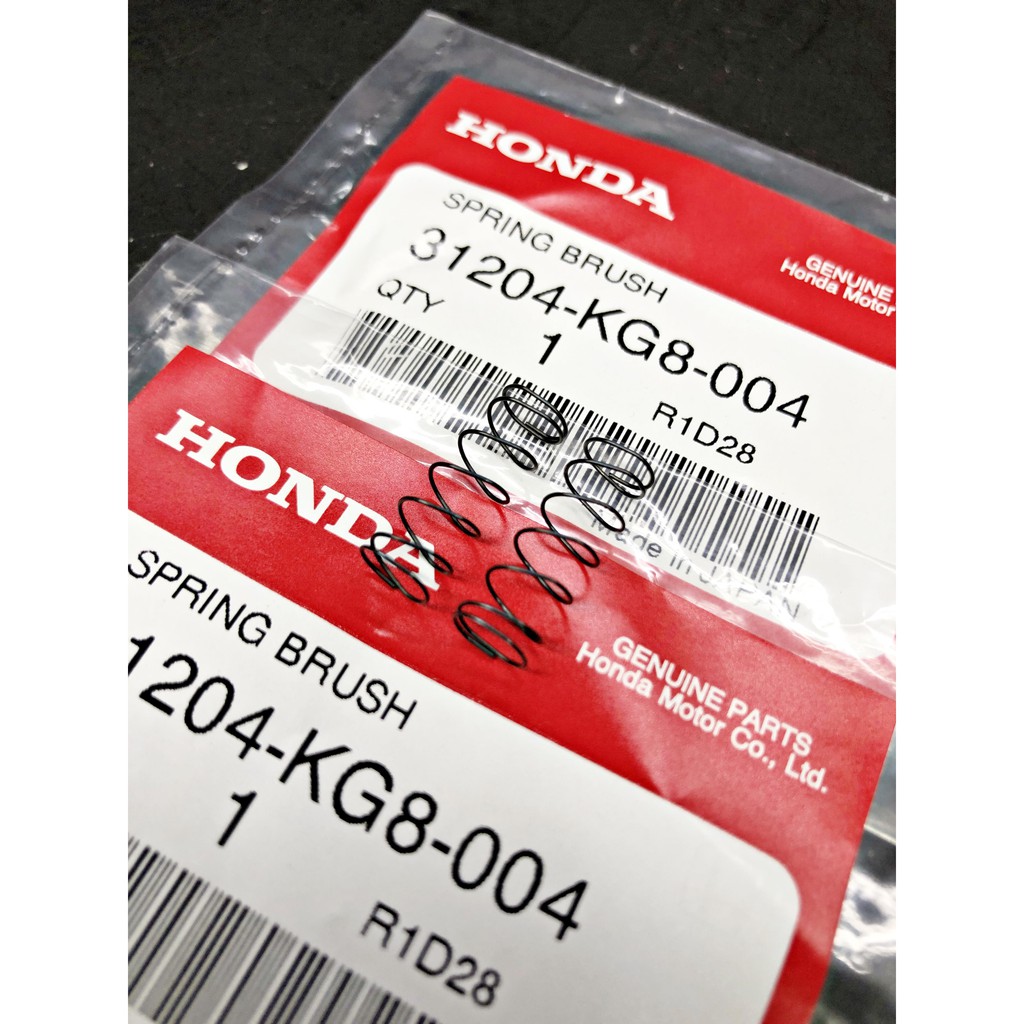 HONDA
GENUINE
Honda Motor
SPRING BRUSH
31204-KG8-004
QTY 1
R1D28
Made in JAPAN
HONDA
GENUINE PARTS
Honda Motor Co., Ltd.
SPRING BRUSH
1204-KG8-004
1
R1D28